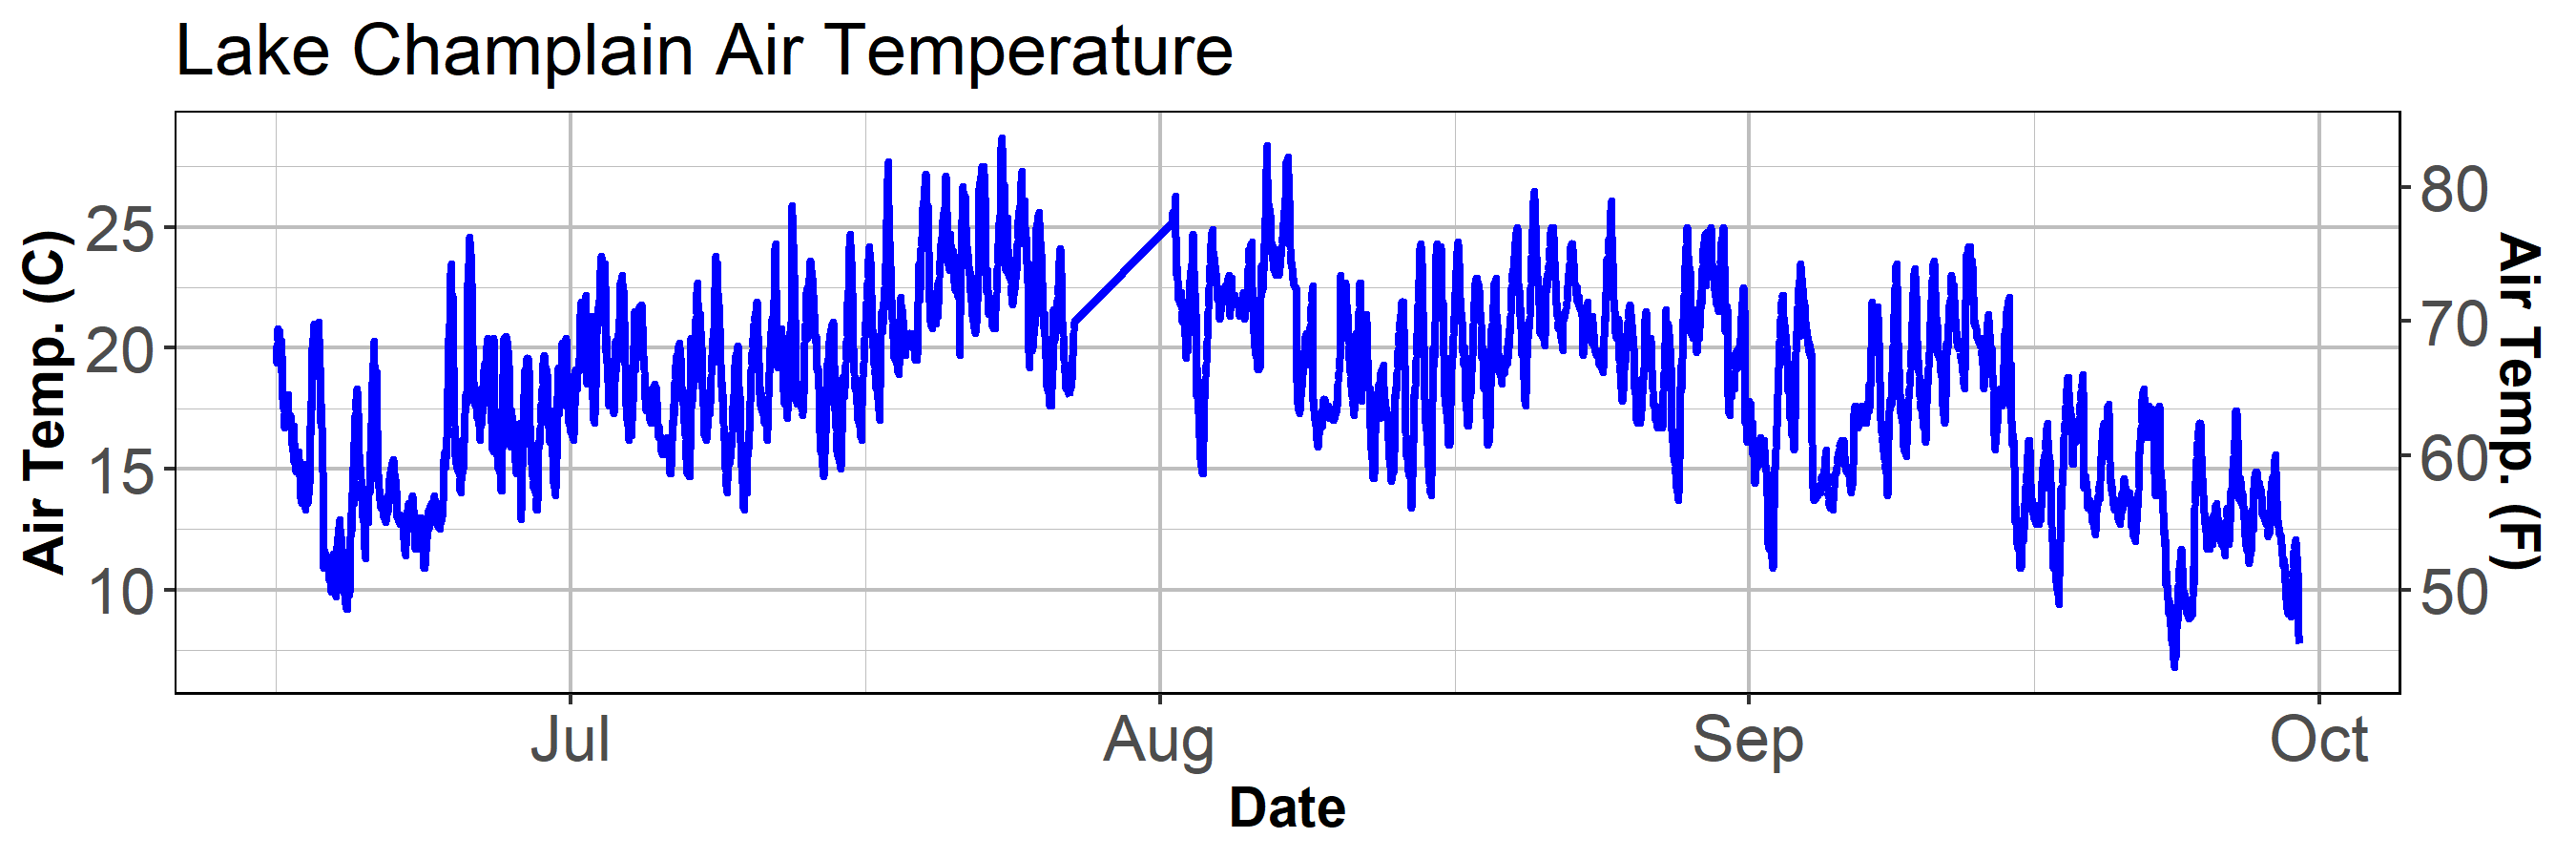 Lake Champlain Air Temperature
Air Temp. (C)
25
20
15
10
80
70
60
50
Air Temp. (F)
Jul
Aug
Sep
Oct
Date